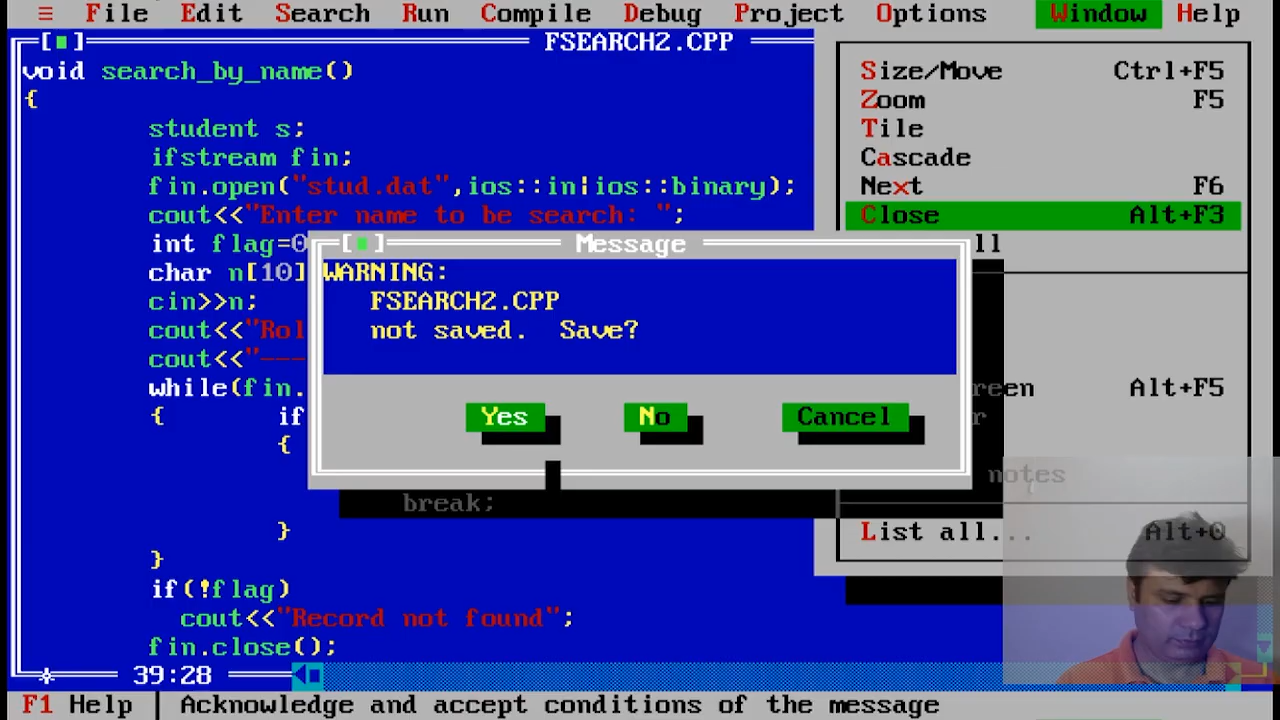 ≡ File Edit Search Run Compile Debug Project Options Window Help
[■] FSEARCH2.CPP
void search_by_name()
{
student s;
ifstream fin;
fin.open("stud.dat",ios::in|ios::binary);
cout<<"Enter name to be search: ";
int flag=0
char n[10]
cin>>n;
cout<<"Rol
cout<<"---
while(fin.
{ if
{
break;
}
}
if(!flag)
cout<<"Record not found";
fin.close();
39:28
Size/Move Ctrl+F5
Zoom F5
Tile
Cascade
Next F6
Close Alt+F3
ll
reen Alt+F5
r
notes
List all... Alt+0
[■] Message
WARNING:
FSEARCH2.CPP
not saved. Save?
Yes No Cancel
F1 Help | Acknowledge and accept conditions of the message